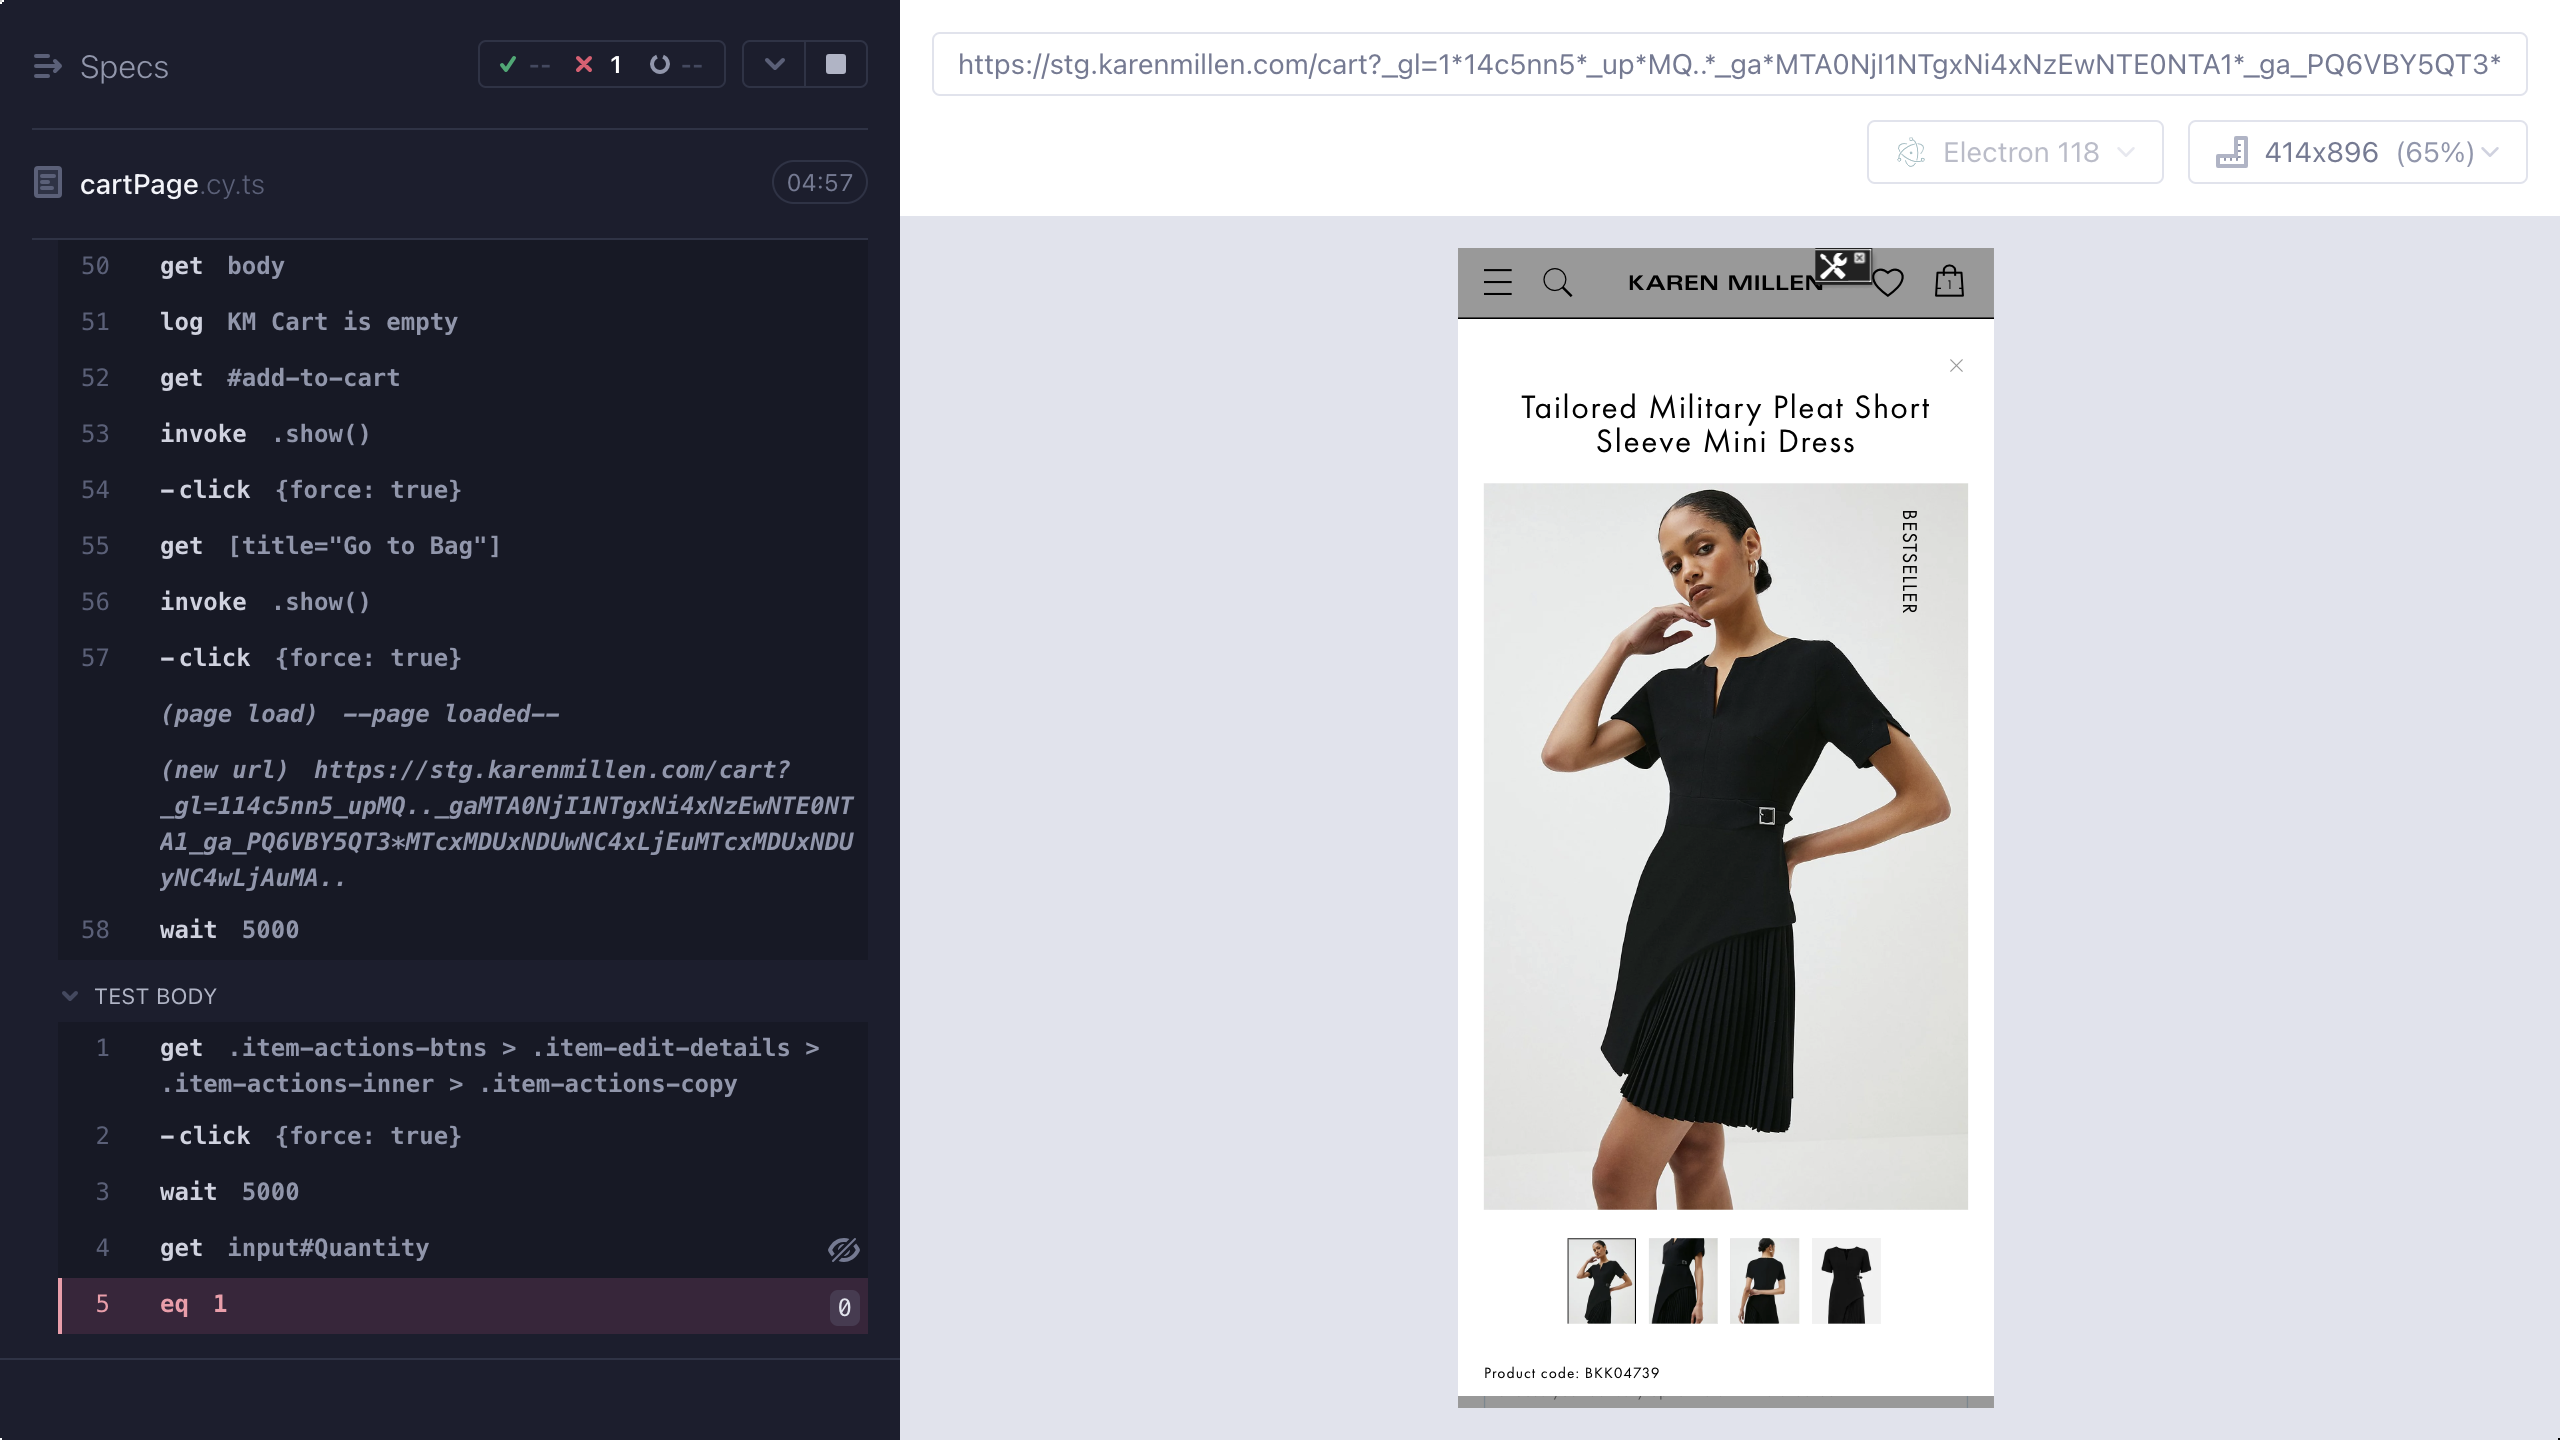 Specs
-- 1 --
cartPage.cy.ts
04:57
50 get body
51 log KM Cart is empty
52 get #add-to-cart
53 invoke .show()
54 -click {force: true}
55 get [title="Go to Bag"]
56 invoke .show()
57 -click {force: true}
(page load) --page loaded--
(new url) https://stg.karenmillen.com/cart?
_gl=114c5nn5_upMQ.._gaMTA0NjI1NTgxNi4xNzEwNTE0NT
A1_ga_PQ6VBY5QT3*MTcxMDUxNDUwNC4xLjEuMTcxMDUxNDU
yNC4wLjAuMA..
58 wait 5000
TEST BODY
1 get .item-actions-btns > .item-edit-details >
.item-actions-inner > .item-actions-copy
2 -click {force: true}
3 wait 5000
4 get input#Quantity
5 eq 1 0
https://stg.karenmillen.com/cart?_gl=1*14c5nn5*_up*MQ..*_ga*MTA0NjI1NTgxNi4xNzEwNTE0NTA1*_ga_PQ6VBY5QT3*
Electron 118
414x896 (65%)
KAREN MILLEN
1
Tailored Military Pleat Short
Sleeve Mini Dress
BESTSELLER
Product code: BKK04739